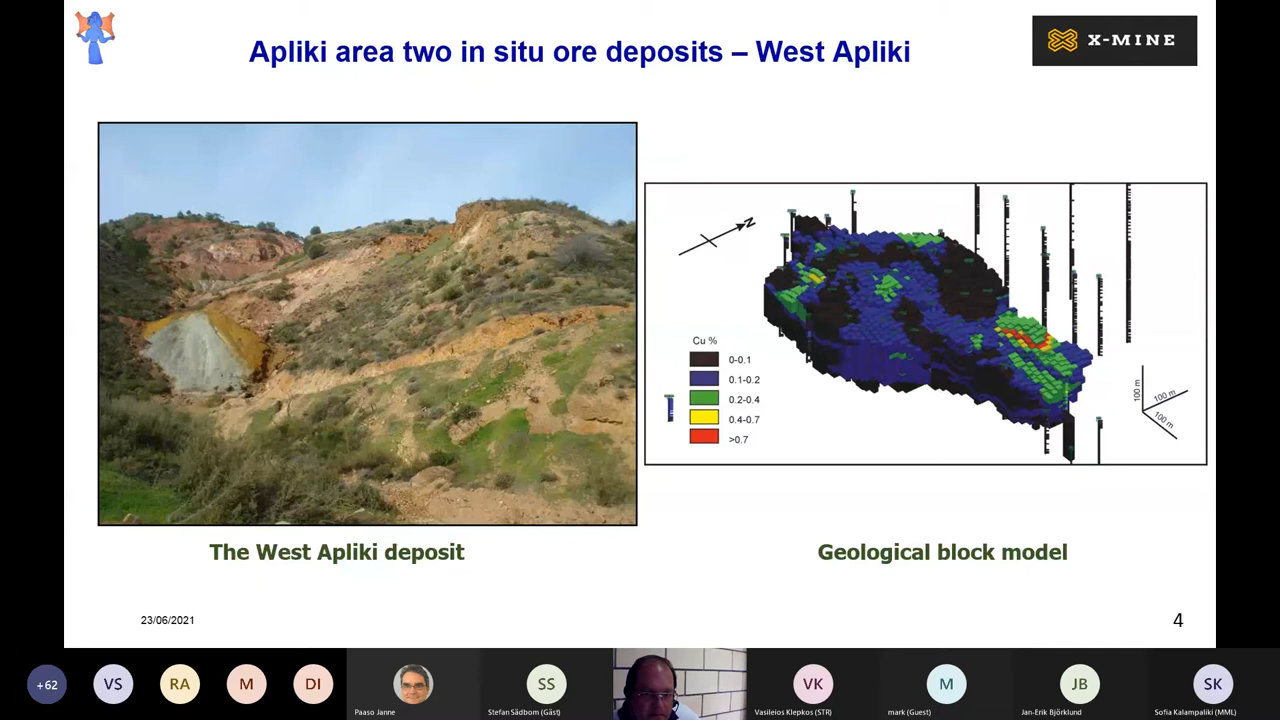 Apliki area two in situ ore deposits – West Apliki
X-MINE
N
Cu %
0-0.1
0.1-0.2
0.2-0.4
0.4-0.7
>0.7
100 m
100 m
100 m
The West Apliki deposit
Geological block model
23/06/2021
4
+62
VS
RA
M
DI
Paaso Janne
SS
Stefan Sädbom (Gäst)
VK
Vasileios Klepkos (STR)
M
mark (Guest)
JB
Jan-Erik Björklund
SK
Sofia Kalampaliki (MML)